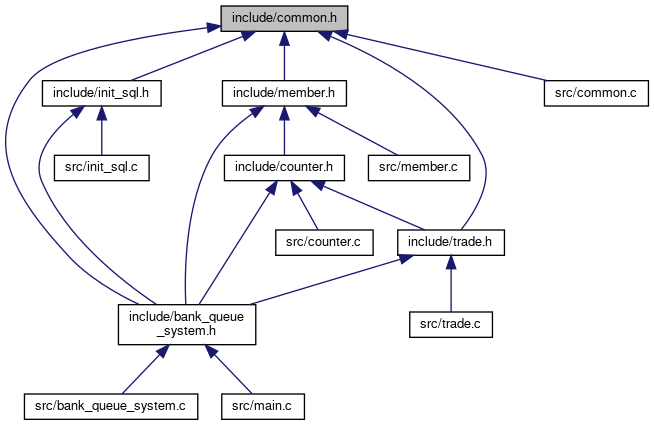 include/common.h
include/init_sql.h
include/member.h
src/common.c
src/init_sql.c
include/counter.h
src/member.c
src/counter.c
include/trade.h
include/bank_queue
_system.h
src/trade.c
src/bank_queue_system.c
src/main.c